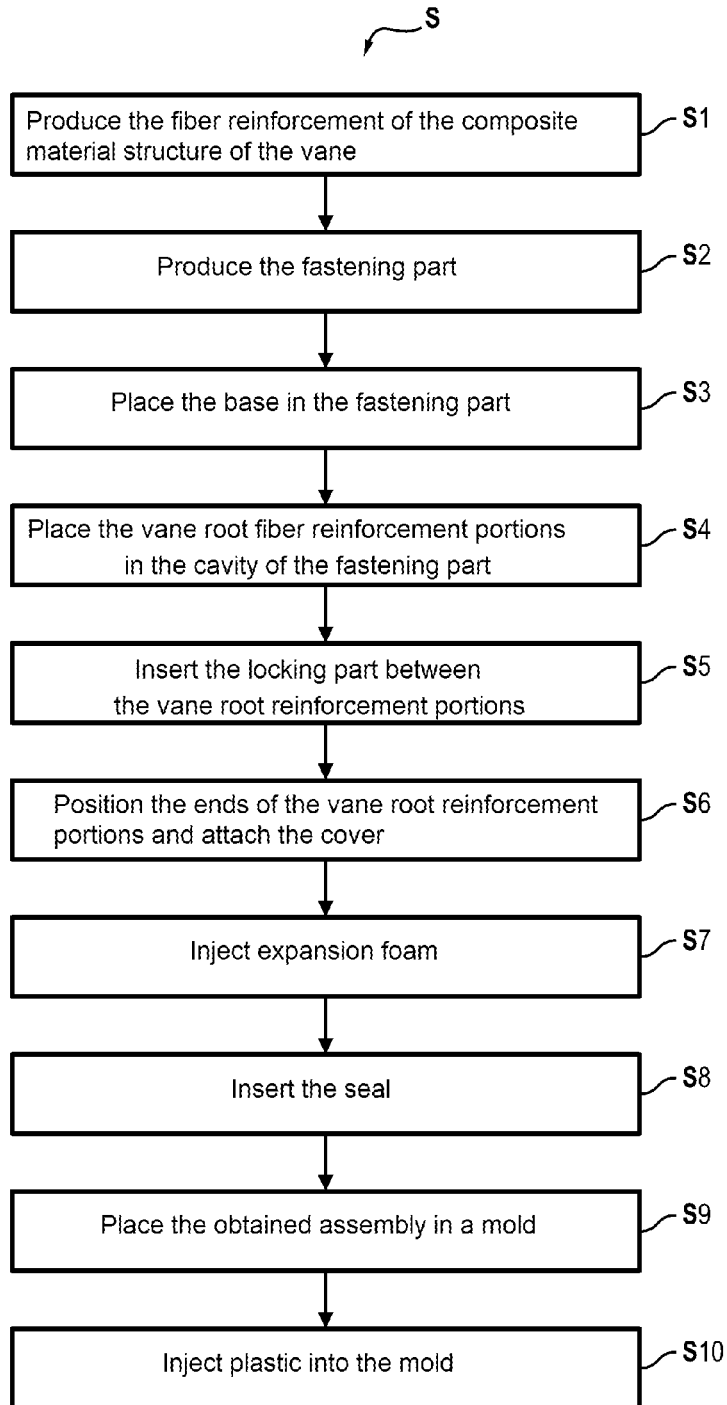 S
Produce the fiber reinforcement of the composite
material structure of the vane
S1
Produce the fastening part
S2
Place the base in the fastening part
S3
Place the vane root fiber reinforcement portions
in the cavity of the fastening part
S4
Insert the locking part between
the vane root reinforcement portions
S5
Position the ends of the vane root reinforcement
portions and attach the cover
S6
Inject expansion foam
S7
Insert the seal
S8
Place the obtained assembly in a mold
S9
Inject plastic into the mold
S10